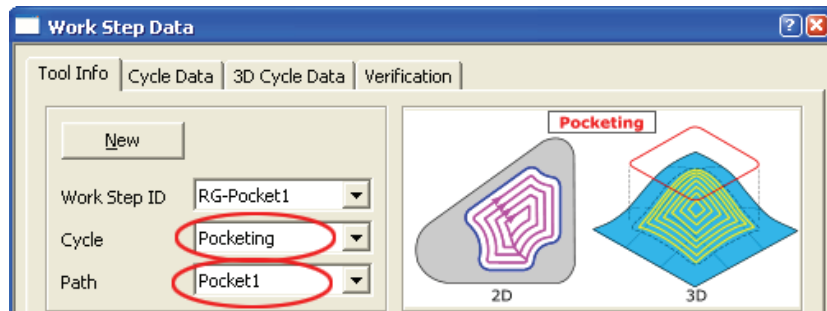 Work Step Data
Tool Info Cycle Data 3D Cycle Data Verification
New
Work Step ID RG-Pocket1
Cycle Pocketing
Path Pocket1
Pocketing
2D 3D